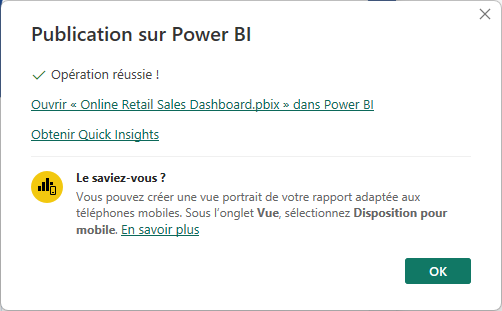 Publication sur Power BI
Opération réussie !
Ouvrir « Online Retail Sales Dashboard.pbix » dans Power BI
Obtenir Quick Insights
Le saviez-vous ?
Vous pouvez créer une vue portrait de votre rapport adaptée aux
téléphones mobiles. Sous l'onglet Vue, sélectionnez Disposition pour
mobile. En savoir plus
OK